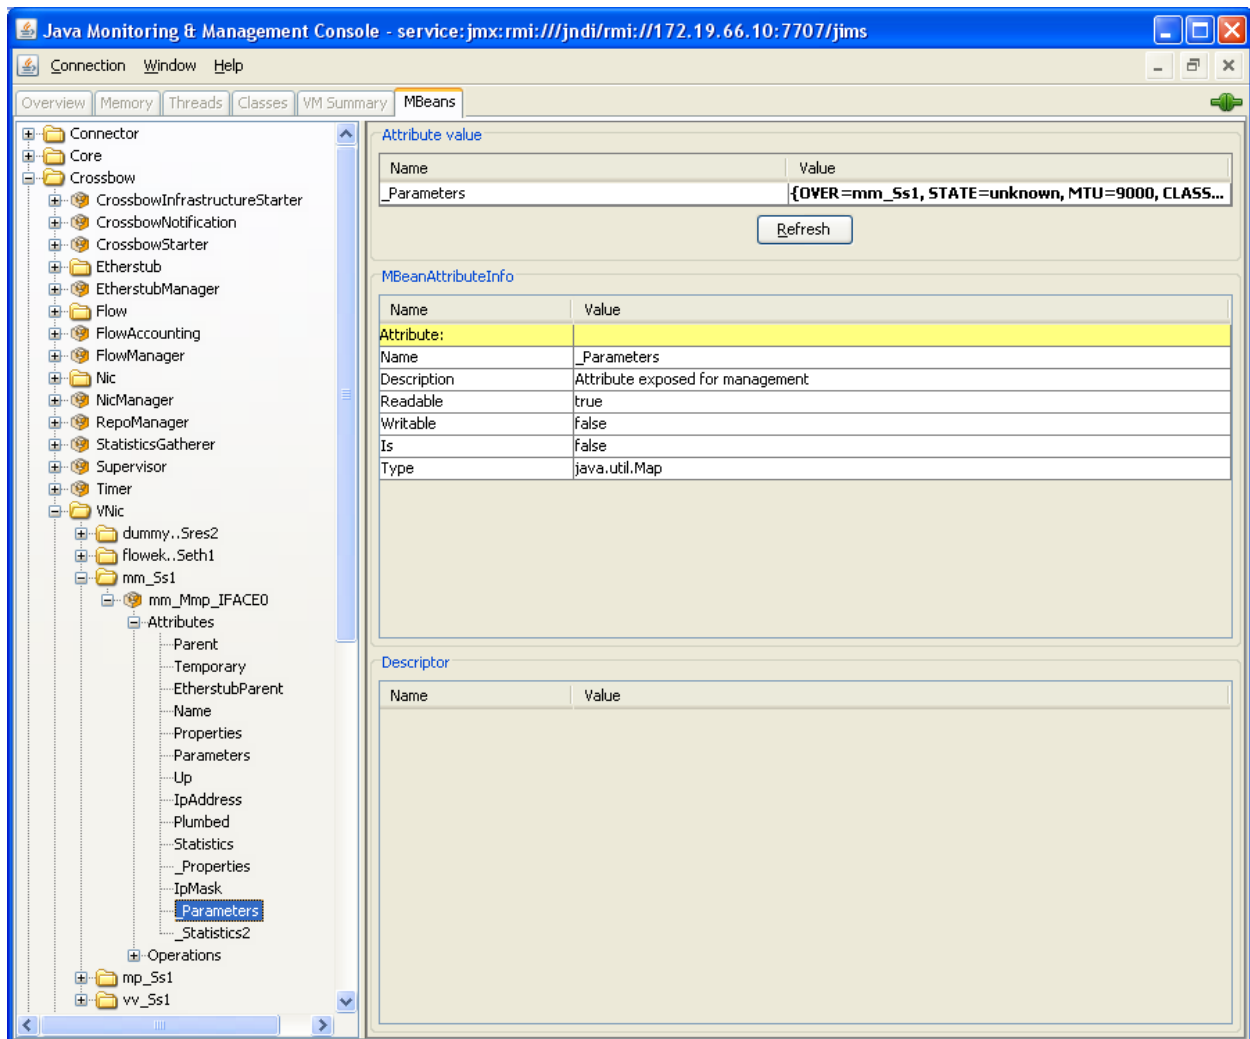 Java Monitoring & Management Console - service:jmx:rmi:///jndi/rmi://172.19.66.10:7707/jims
Connection Window Help
Overview Memory Threads Classes VM Summary MBeans
Connector
Core
Crossbow
CrossbowInfrastructureStarter
CrossbowNotification
CrossbowStarter
Etherstub
EtherstubManager
Flow
FlowAccounting
FlowManager
Nic
NicManager
RepoManager
StatisticsGatherer
Supervisor
Timer
VNic
dummy..Sres2
flowek..Seth1
mm_Ss1
mm_Mmp_IFACE0
Attributes
Parent
Temporary
EtherstubParent
Name
Properties
Parameters
Up
IpAddress
Plumbed
Statistics
_Properties
IpMask
_Parameters
_Statistics2
Operations
mp_Ss1
vv_Ss1
Attribute value
Name Value
_Parameters {OVER=mm_Ss1, STATE=unknown, MTU=9000, CLASS...
Refresh
MBeanAttributeInfo
Name Value
Attribute:
Name _Parameters
Description Attribute exposed for management
Readable true
Writable false
Is false
Type java.util.Map
Descriptor
Name Value